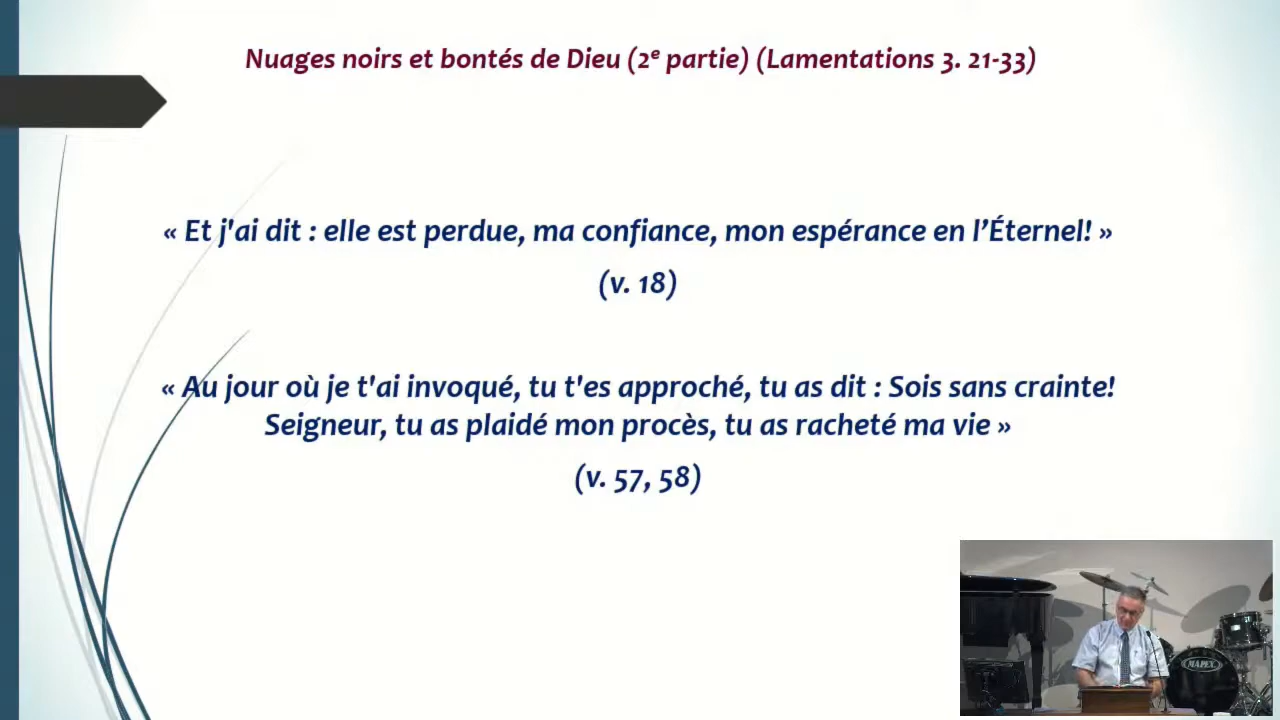 Nuages noirs et bontés de Dieu (2e partie) (Lamentations 3. 21-33)
« Et j'ai dit : elle est perdue, ma confiance, mon espérance en l’Éternel! »
(v. 18)
« Au jour où je t'ai invoqué, tu t'es approché, tu as dit : Sois sans crainte!
Seigneur, tu as plaidé mon procès, tu as racheté ma vie »
(v. 57, 58)
MAPEX